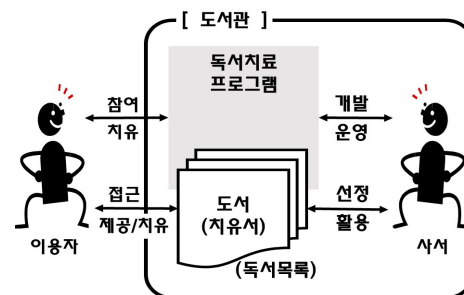 [ 도서관 ]
독서치료
프로그램
참여
치유
개발
운영
접근
제공/치유
도서
(치유서)
선정
활용
이용자
사서
(독서목록)